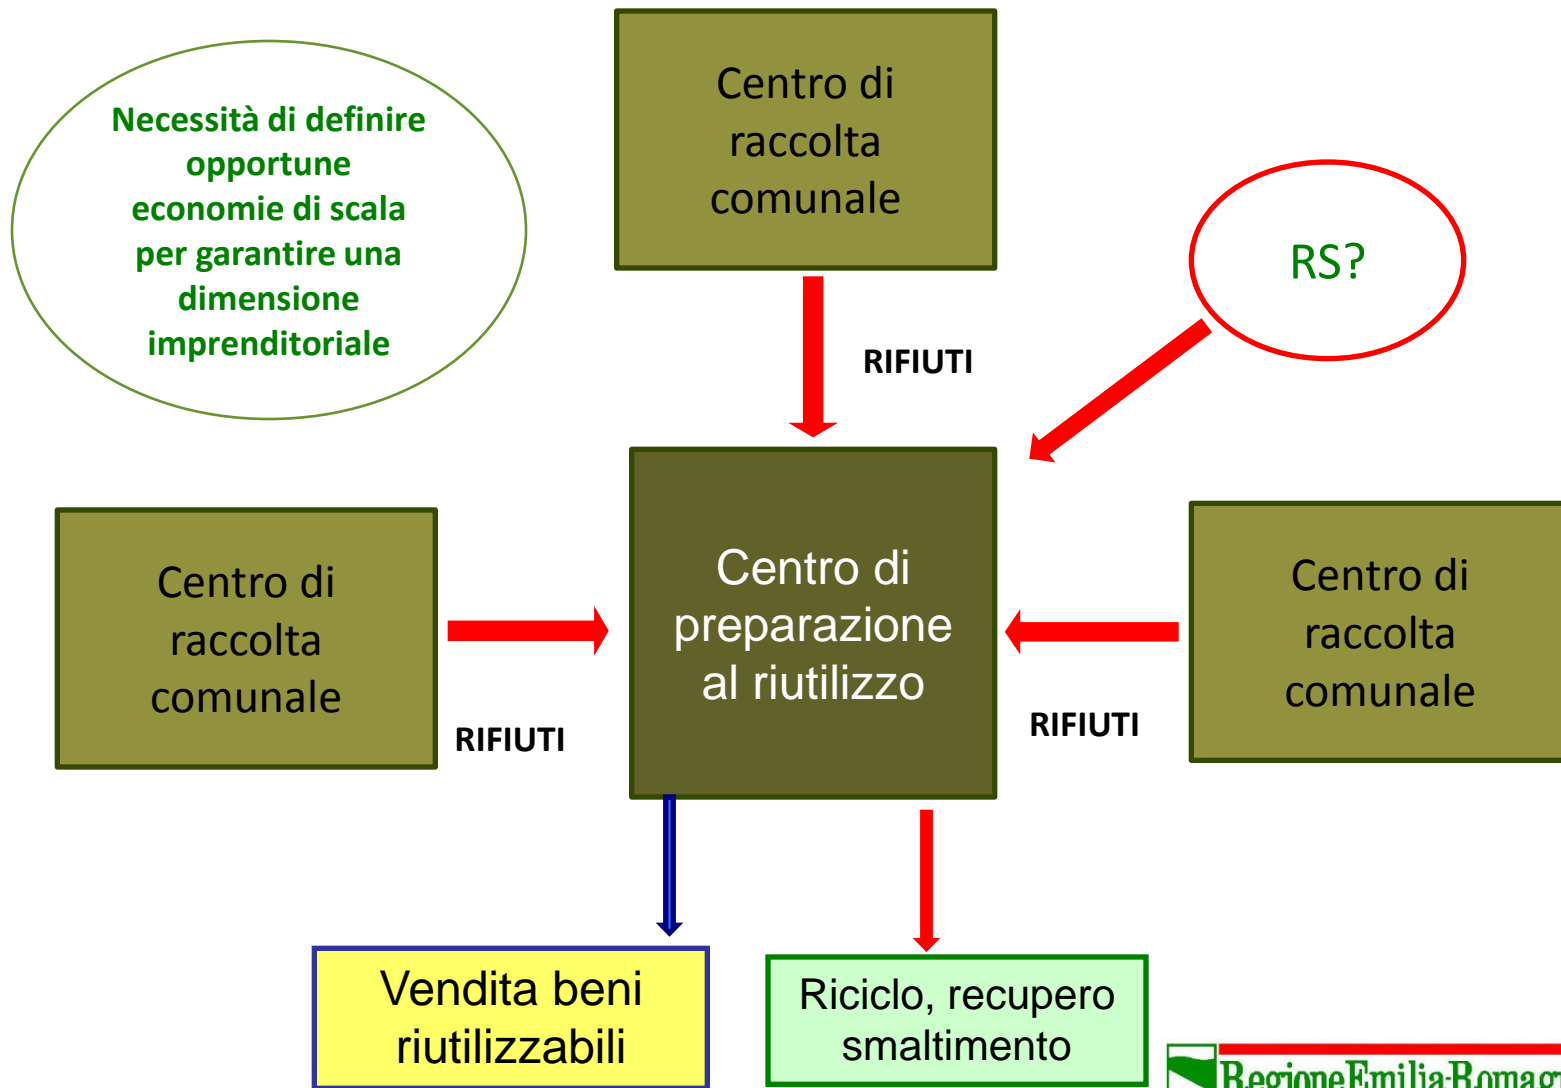 Necessità di definire
opportune
economie di scala
per garantire una
dimensione
imprenditoriale
Centro di
raccolta
comunale
RS?
RIFIUTI
Centro di
raccolta
comunale
RIFIUTI
Centro di
preparazione
al riutilizzo
Centro di
raccolta
comunale
RIFIUTI
Vendita beni
riutilizzabili
Riciclo, recupero
smaltimento
RegioneEmilia-Romagn